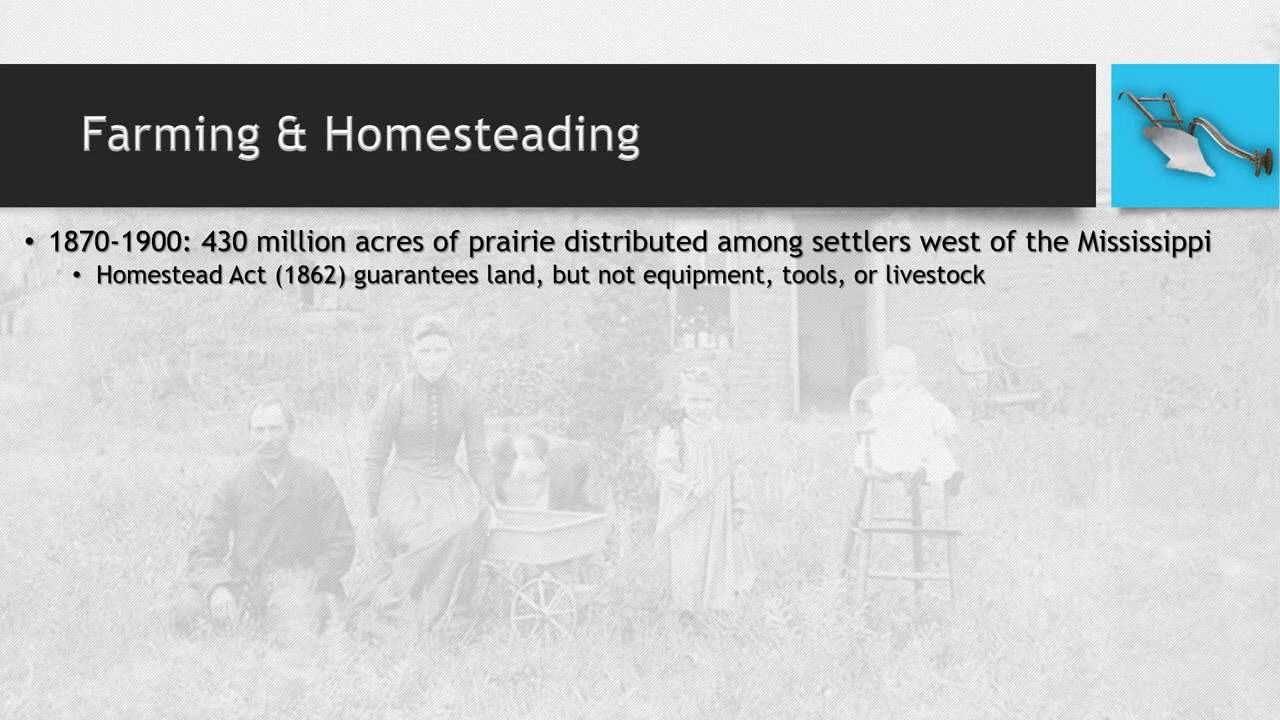 Farming & Homesteading
• 1870-1900: 430 million acres of prairie distributed among settlers west of the Mississippi
• Homestead Act (1862) guarantees land, but not equipment, tools, or livestock